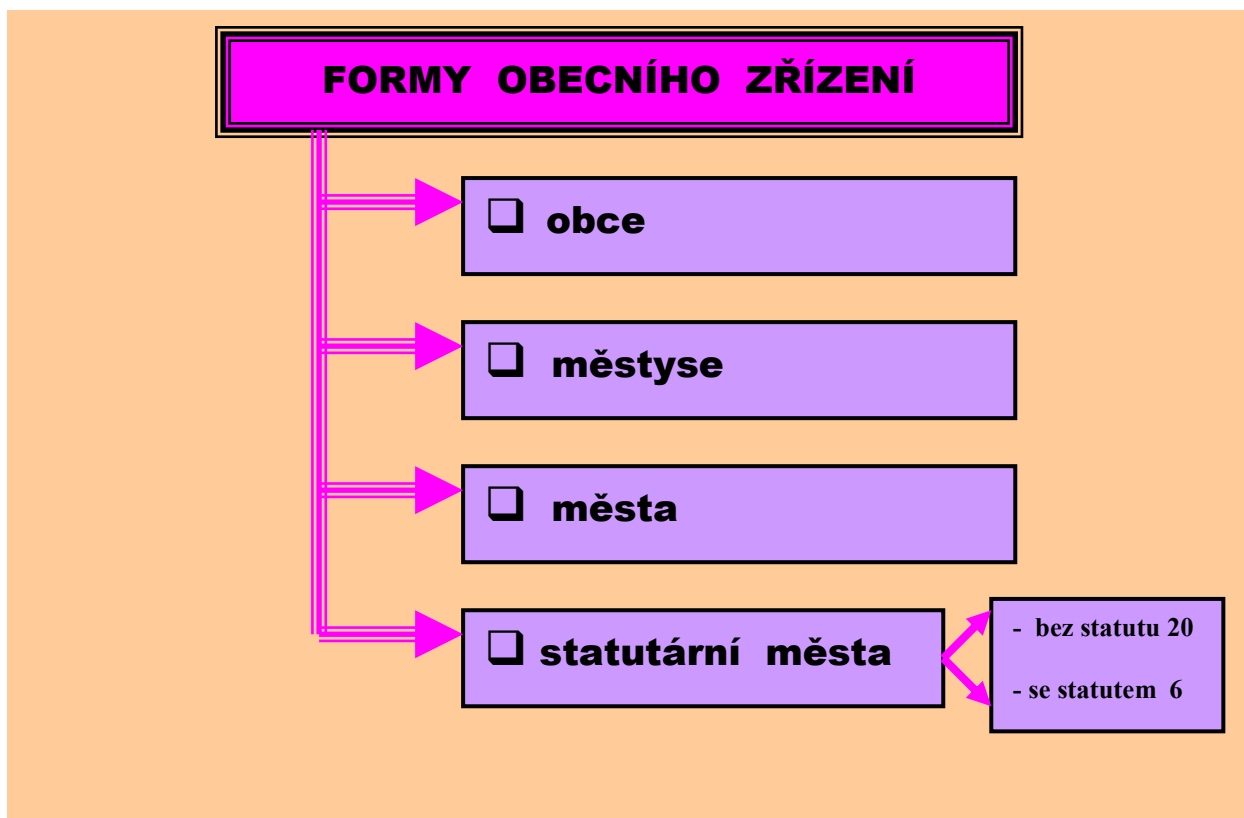 FORMY OBECNÍHO ZŘÍZENÍ
❑ obce
❑ městyse
❑ města
❑ statutární města
- bez statutu 20
- se statutem 6